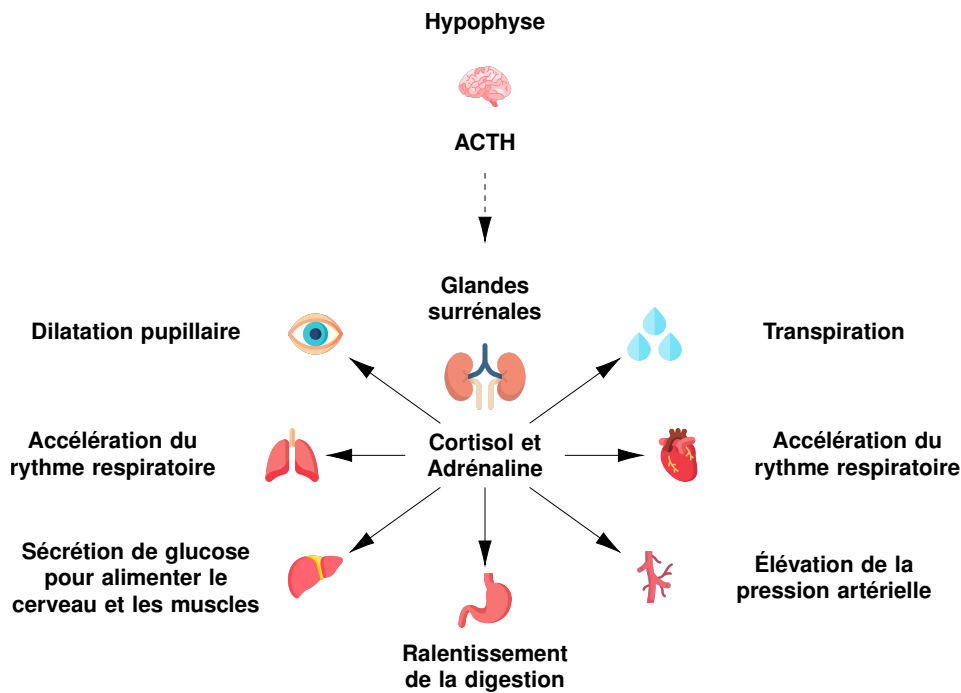 Hypophyse
ACTH
Glandes
surrénales
Dilatation pupillaire
Transpiration
Accélération du
rythme respiratoire
Cortisol et
Adrénaline
Accélération du
rythme respiratoire
Sécrétion de glucose
pour alimenter le
cerveau et les muscles
Élévation de la
pression artérielle
Ralentissement
de la digestion